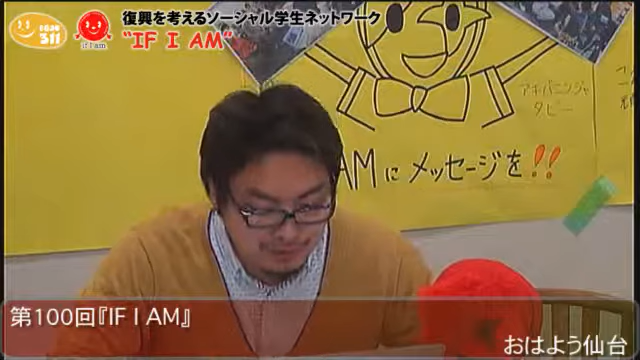 311
if I am
復興を考えるソーシャル学生ネットワーク
"IF I AM"
アキバニンジャ
タピー
AMにメッセージを!!
第100回『IF I AM』
おはよう仙台